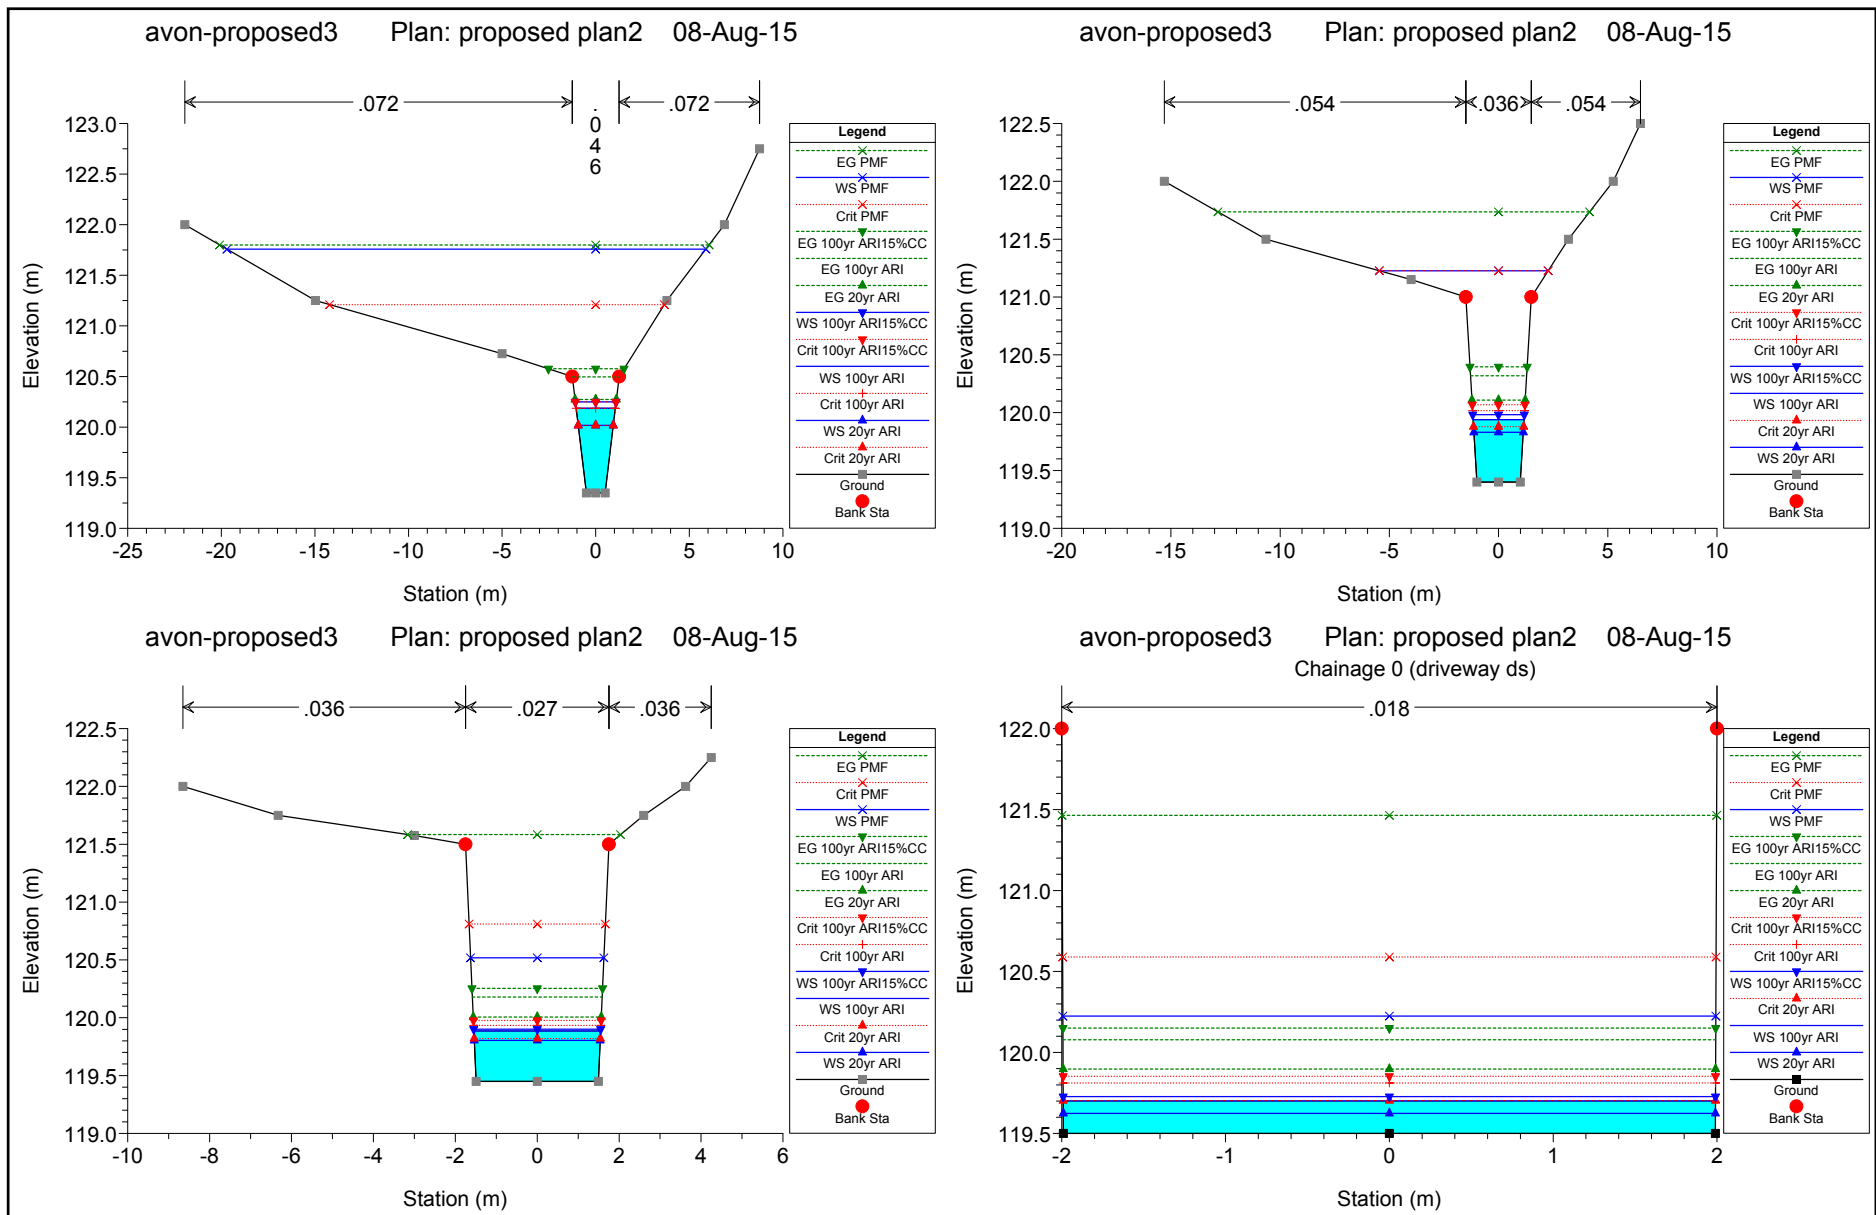 avon-proposed3 Plan: proposed plan2 08-Aug-15
.072
.046
.072
Elevation (m)
123.0
122.5
122.0
121.5
121.0
120.5
120.0
119.5
119.0
-25 -20 -15 -10 -5 0 5 10
Station (m)
Legend
EG PMF
WS PMF
Crit PMF
EG 100yr ARI15%CC
EG 100yr ARI
EG 20yr ARI
WS 100yr ARI15%CC
Crit 100yr ARI15%CC
WS 100yr ARI
Crit 100yr ARI
WS 20yr ARI
Crit 20yr ARI
Ground
Bank Sta
avon-proposed3 Plan: proposed plan2 08-Aug-15
.054 .036 .054
Elevation (m)
122.5
122.0
121.5
121.0
120.5
120.0
119.5
119.0
-20 -15 -10 -5 0 5 10
Station (m)
Legend
EG PMF
WS PMF
Crit PMF
EG 100yr ARI15%CC
EG 100yr ARI
EG 20yr ARI
Crit 100yr ARI15%CC
Crit 100yr ARI
WS 100yr ARI15%CC
WS 100yr ARI
Crit 20yr ARI
WS 20yr ARI
Ground
Bank Sta
avon-proposed3 Plan: proposed plan2 08-Aug-15
.036 .027 .036
Elevation (m)
122.5
122.0
121.5
121.0
120.5
120.0
119.5
119.0
-10 -8 -6 -4 -2 0 2 4 6
Station (m)
Legend
EG PMF
Crit PMF
WS PMF
EG 100yr ARI15%CC
EG 100yr ARI
EG 20yr ARI
Crit 100yr ARI15%CC
Crit 100yr ARI
WS 100yr ARI15%CC
WS 100yr ARI
Crit 20yr ARI
WS 20yr ARI
Ground
Bank Sta
avon-proposed3 Plan: proposed plan2 08-Aug-15
Chainage 0 (driveway ds)
.018
Elevation (m)
122.0
121.5
121.0
120.5
120.0
119.5
-2 -1 0 1 2
Station (m)
Legend
EG PMF
Crit PMF
WS PMF
EG 100yr ARI15%CC
EG 100yr ARI
EG 20yr ARI
Crit 100yr ARI15%CC
Crit 100yr ARI
WS 100yr ARI15%CC
Crit 20yr ARI
WS 100yr ARI
WS 20yr ARI
Ground
Bank Sta